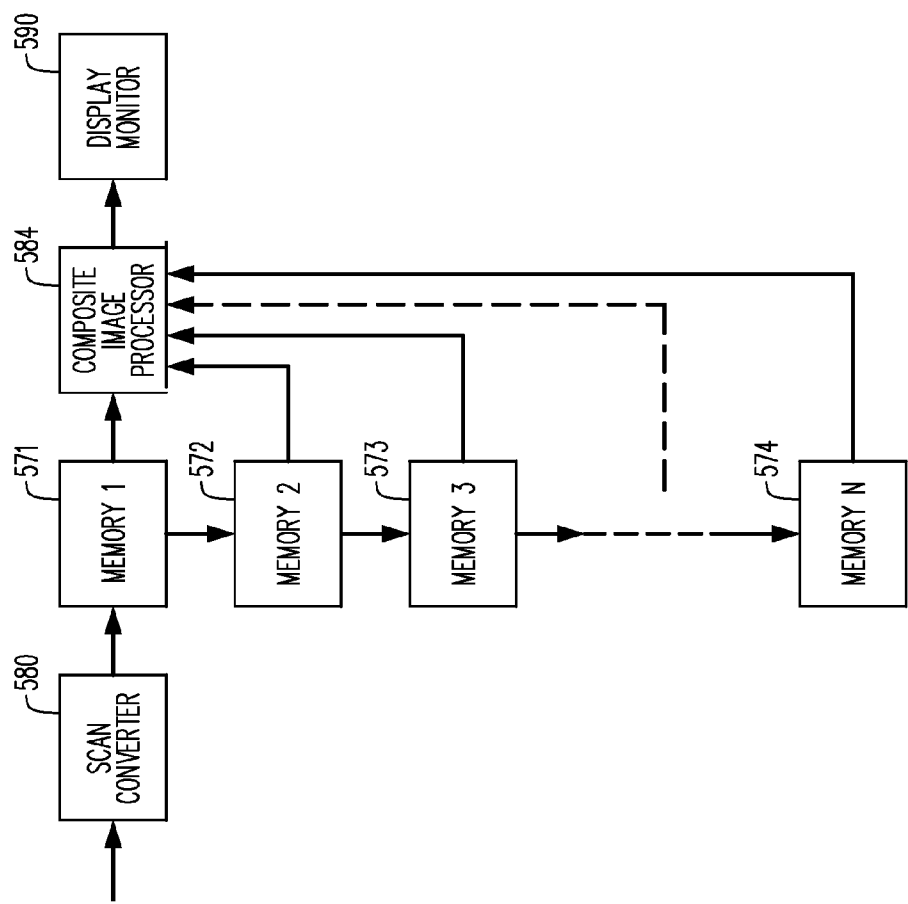 580
SCAN
CONVERTER
571
MEMORY 1
584
COMPOSITE
IMAGE
PROCESSOR
590
DISPLAY
MONITOR
572
MEMORY 2
573
MEMORY 3
574
MEMORY N